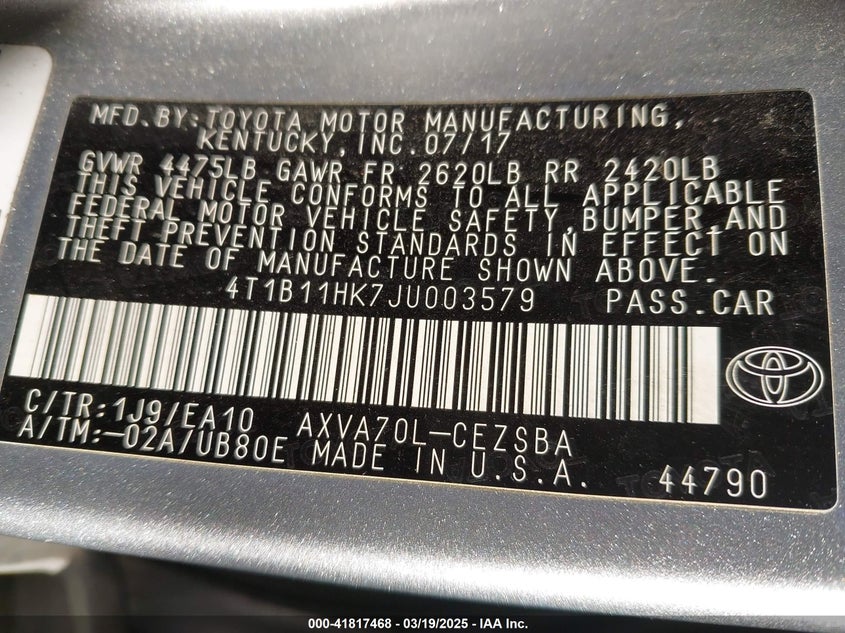 MFD. BY: TOYOTA MOTOR MANUFACTURING,
KENTUCKY, INC. 07/17
GVWR 4475LB GAWR FR 2620LB RR 2420LB
THIS VEHICLE CONFORMS TO ALL APPLICABLE
FEDERAL MOTOR VEHICLE SAFETY, BUMPER, AND
THEFT PREVENTION STANDARDS IN EFFECT ON
THE DATE OF MANUFACTURE SHOWN ABOVE.
4T1B11HK7JU003579 PASS. CAR
C/TR: 1J9/EA10 AXVA70L-CEZSBA
A/TM: -02A/UB80E MADE IN U.S.A. 44790
000-41817468 - 03/19/2025 - IAA Inc.